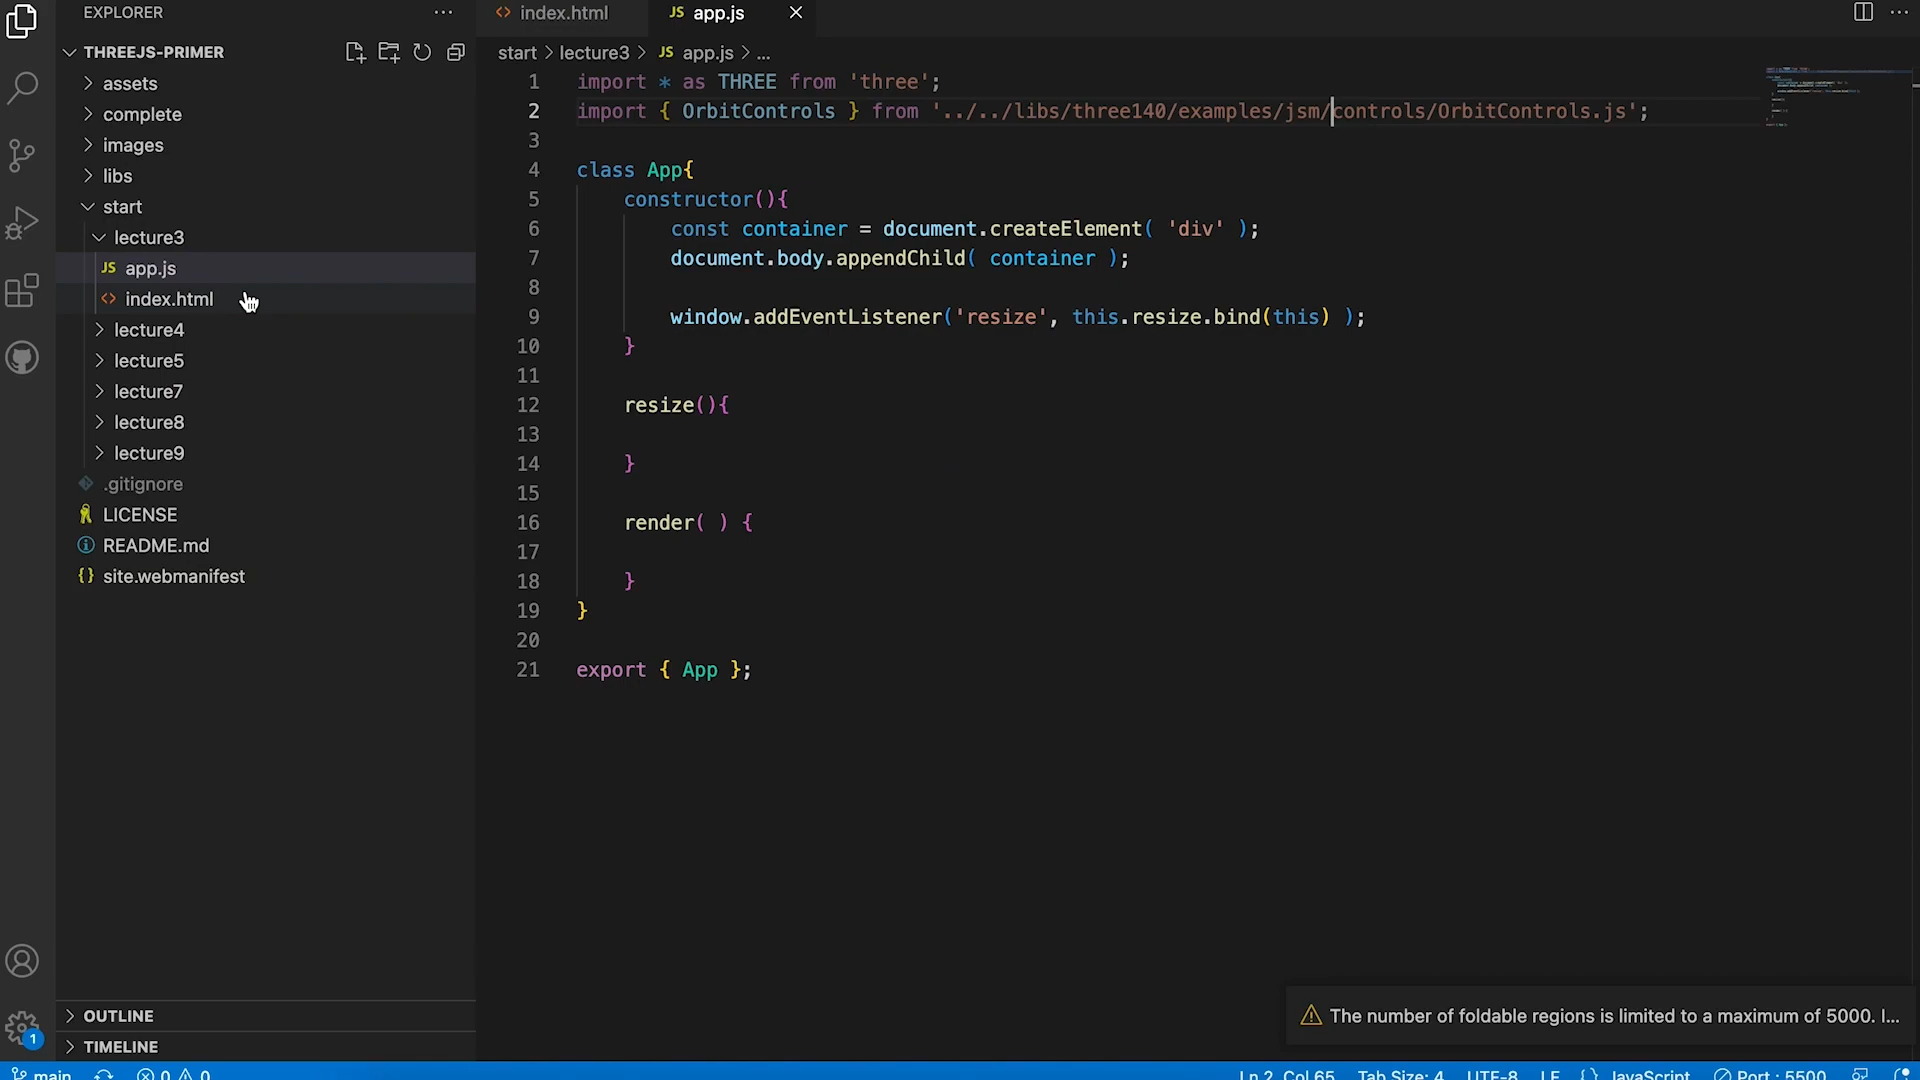 EXPLORER
THREEJS-PRIMER
assets
complete
images
libs
start
lecture3
JS app.js
<> index.html
lecture4
lecture5
lecture7
lecture8
lecture9
.gitignore
LICENSE
README.md
{} site.webmanifest
OUTLINE
TIMELINE
1
<> index.html
JS app.js
start > lecture3 > JS app.js > ...
1 import * as THREE from 'three';
2 import { OrbitControls } from '../../libs/three140/examples/jsm/controls/OrbitControls.js';
3
4 class App{
5 constructor(){
6 const container = document.createElement( 'div' );
7 document.body.appendChild( container );
8
9 window.addEventListener('resize', this.resize.bind(this) );
10 }
11
12 resize(){
13
14 }
15
16 render( ) {
17
18 }
19 }
20
21 export { App };
The number of foldable regions is limited to a maximum of 5000. I...
main 0 0 Ln 2, Col 65 Tab Size: 4 UTF-8 LF {} JavaScript Port : 5500